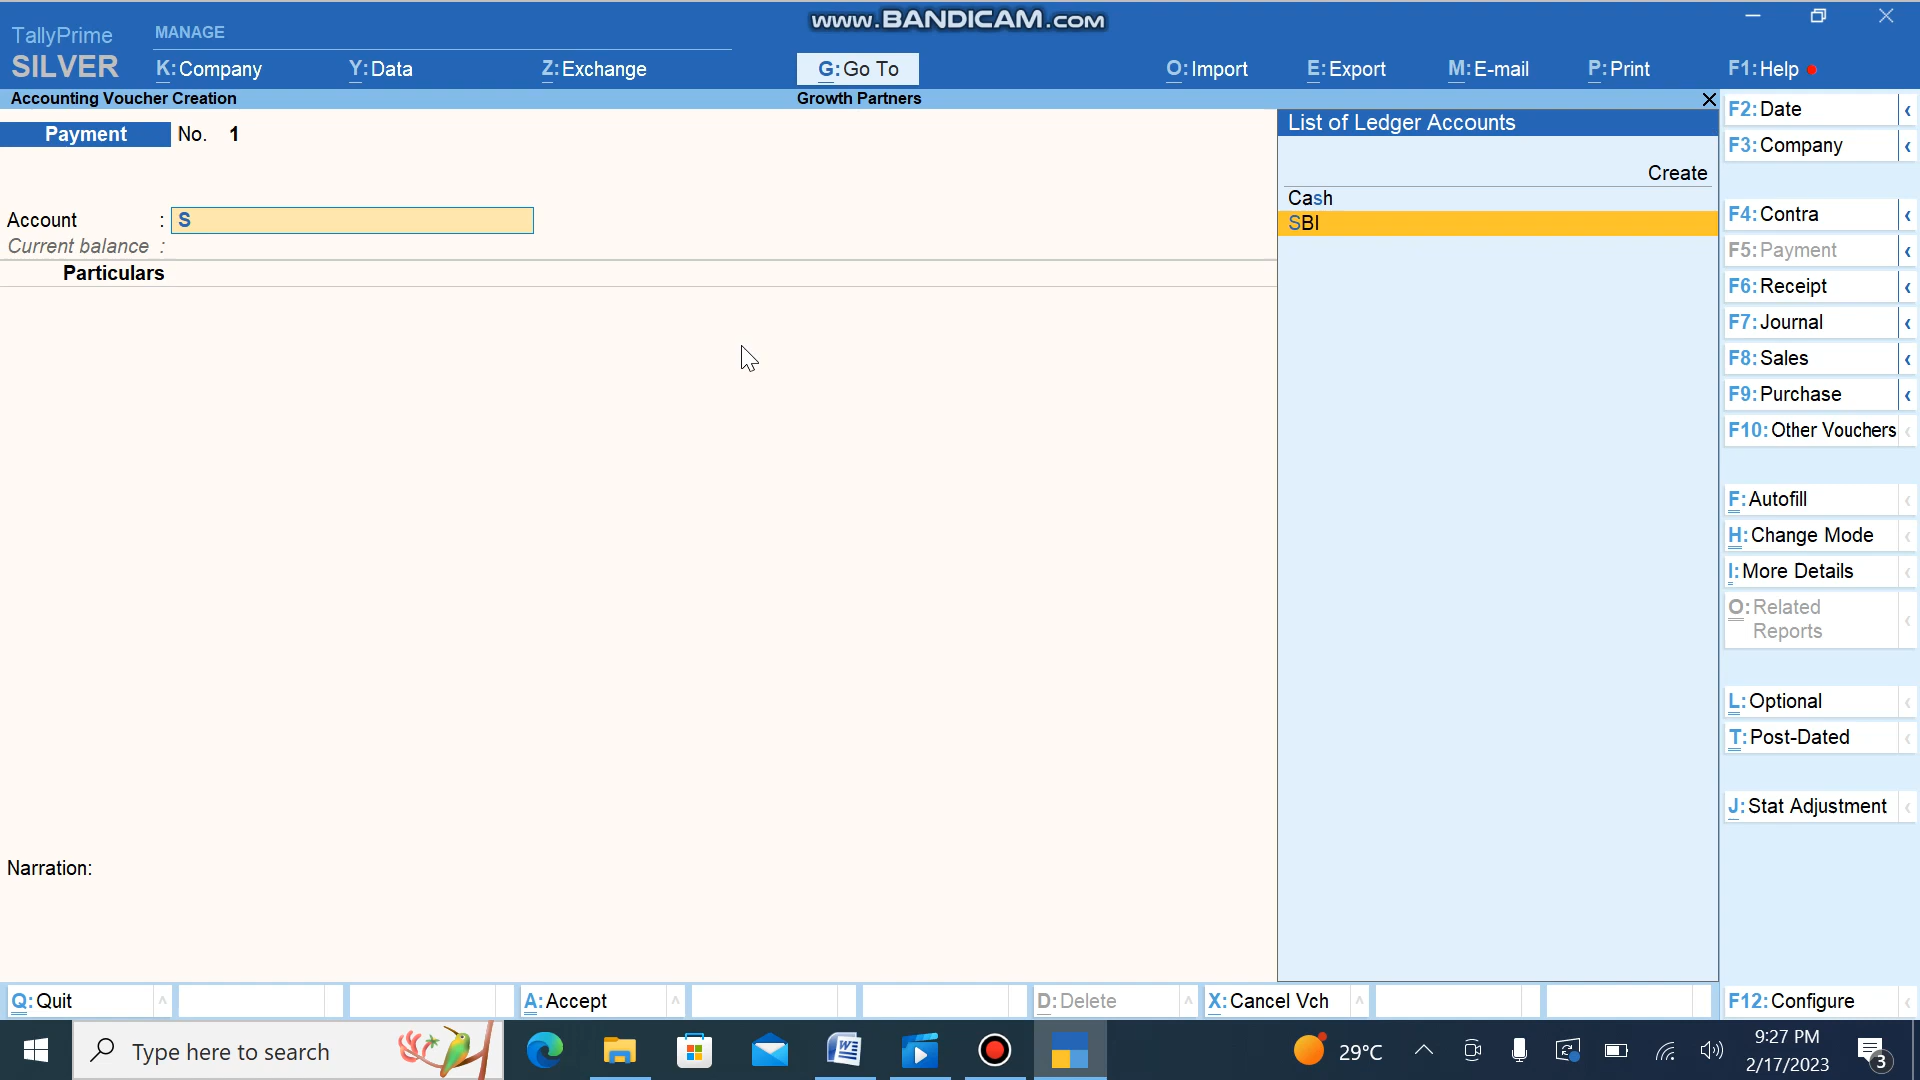 www.BANDICAM.com
TallyPrime
SILVER
MANAGE
K:Company
Y:Data
Z:Exchange
G:Go To
O:Import
E:Export
M:E-mail
P:Print
F1:Help
Accounting Voucher Creation
Growth Partners
Payment No. 1
Account : S
Current balance :
Particulars
Narration:
List of Ledger Accounts
Create
Cash
SBI
F2:Date
F3:Company
F4:Contra
F5:Payment
F6:Receipt
F7:Journal
F8:Sales
F9:Purchase
F10:Other Vouchers
F:Autofill
H:Change Mode
I:More Details
O:Related
Reports
L:Optional
T:Post-Dated
J:Stat Adjustment
F12:Configure
Q:Quit
A:Accept
D:Delete
X:Cancel Vch
Type here to search
29°C
9:27 PM
2/17/2023
3